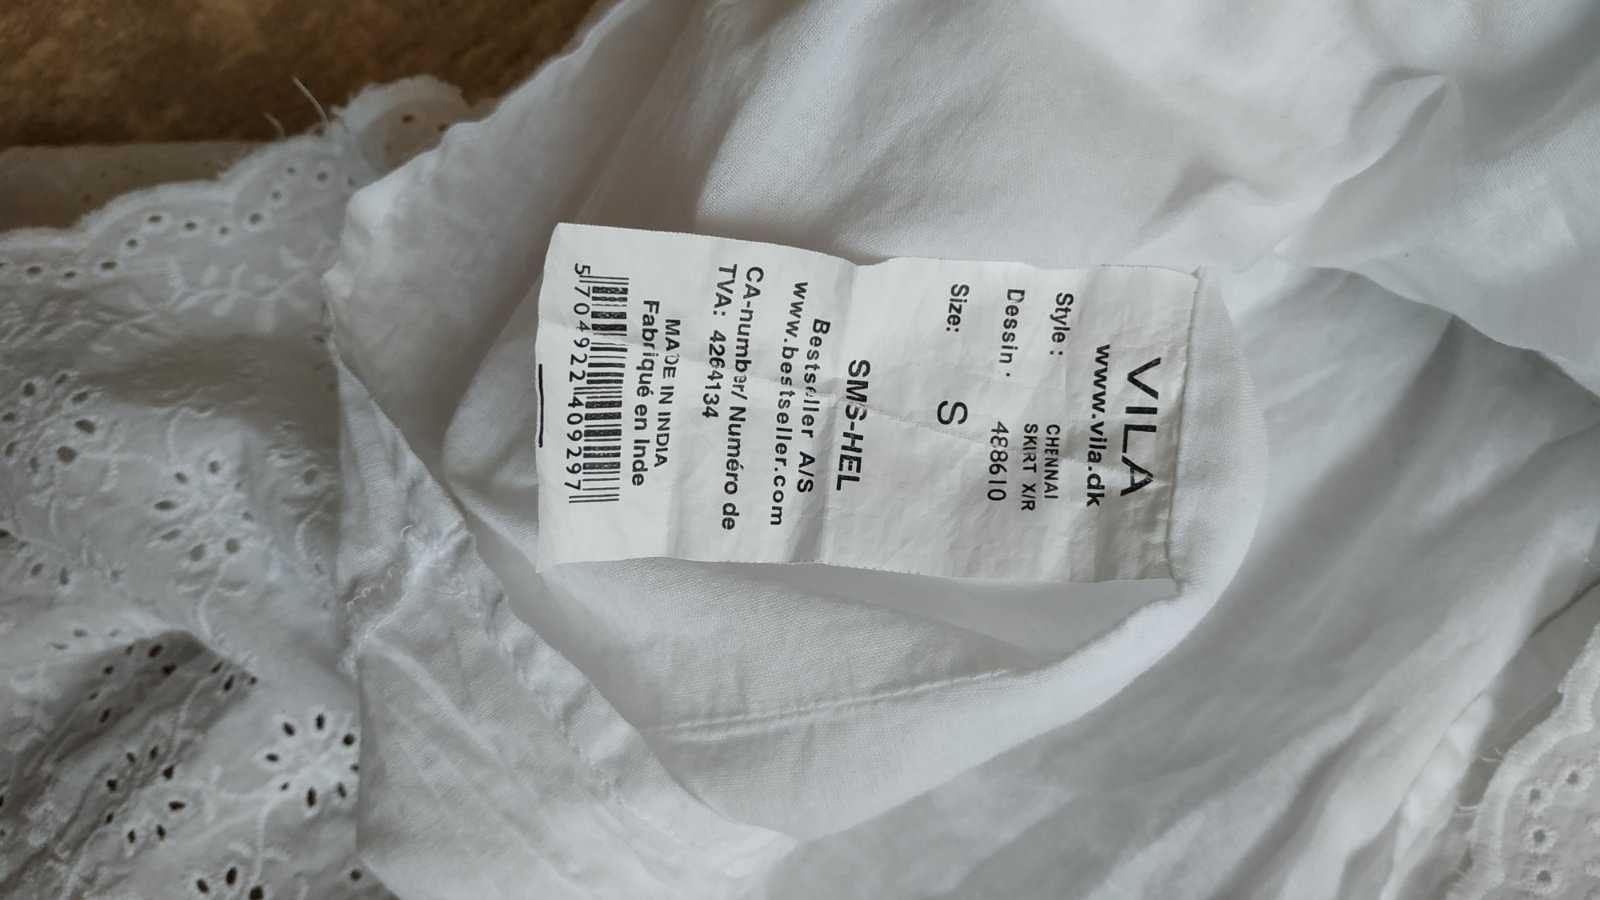 VILA
www.vila.dk
Style: CHENNAI
SKIRT X/R
Dessin: 488610
Size: S
SMS-HEL
Bestseller A/S
www.bestseller.com
CA-number/ Numéro de
TVA: 4264134
MADE IN INDIA
Fabriqué en Inde
5704922409297